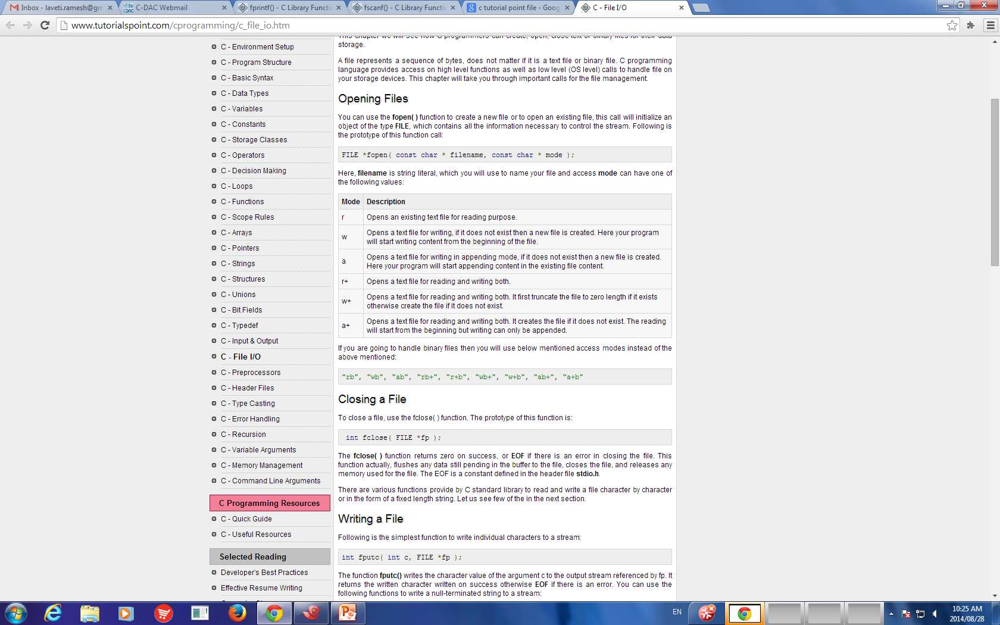 Inbox - laveti.ramesh@gm
C-DAC Webmail
fprintf() - C Library Functi
fscanf() - C Library Functi
c tutorial point file - Goog
C - File I/O
www.tutorialspoint.com/cprogramming/c_file_io.htm
C - Environment Setup
C - Program Structure
C - Basic Syntax
C - Data Types
C - Variables
C - Constants
C - Storage Classes
C - Operators
C - Decision Making
C - Loops
C - Functions
C - Scope Rules
C - Arrays
C - Pointers
C - Strings
C - Structures
C - Unions
C - Bit Fields
C - Typedef
C - Input & Output
C - File I/O
C - Preprocessors
C - Header Files
C - Type Casting
C - Error Handling
C - Recursion
C - Variable Arguments
C - Memory Management
C - Command Line Arguments
C Programming Resources
C - Quick Guide
C - Useful Resources
Selected Reading
Developer's Best Practices
Effective Resume Writing
This chapter we will see how C programmers can create, open, close text or binary files for their data
storage.
A file represents a sequence of bytes, does not matter if it is a text file or binary file. C programming
language provides access on high level functions as well as low level (OS level) calls to handle file on
your storage devices. This chapter will take you through important calls for the file management.
Opening Files
You can use the fopen( ) function to create a new file or to open an existing file, this call will initialize an
object of the type FILE, which contains all the information necessary to control the stream. Following is
the prototype of this function call:
FILE *fopen( const char * filename, const char * mode );
Here, filename is string literal, which you will use to name your file and access mode can have one of
the following values:
Mode Description
r Opens an existing text file for reading purpose.
w Opens a text file for writing, if it does not exist then a new file is created. Here your program
will start writing content from the beginning of the file.
a Opens a text file for writing in appending mode, if it does not exist then a new file is created.
Here your program will start appending content in the existing file content.
r+ Opens a text file for reading and writing both.
w+ Opens a text file for reading and writing both. It first truncate the file to zero length if it exists
otherwise create the file if it does not exist.
a+ Opens a text file for reading and writing both. It creates the file if it does not exist. The reading
will start from the beginning but writing can only be appended.
If you are going to handle binary files then you will use below mentioned access modes instead of the
above mentioned:
"rb", "wb", "ab", "rb+", "r+b", "wb+", "w+b", "ab+", "a+b"
Closing a File
To close a file, use the fclose( ) function. The prototype of this function is:
int fclose( FILE *fp );
The fclose( ) function returns zero on success, or EOF if there is an error in closing the file. This
function actually, flushes any data still pending in the buffer to the file, closes the file, and releases any
memory used for the file. The EOF is a constant defined in the header file stdio.h.
There are various functions provide by C standard library to read and write a file character by character
or in the form of a fixed length string. Let us see few of the in the next section.
Writing a File
Following is the simplest function to write individual characters to a stream:
int fputc( int c, FILE *fp );
The function fputc() writes the character value of the argument c to the output stream referenced by fp. It
returns the written character written on success otherwise EOF if there is an error. You can use the
following functions to write a null-terminated string to a stream:
EN
10:25 AM
2014/08/28